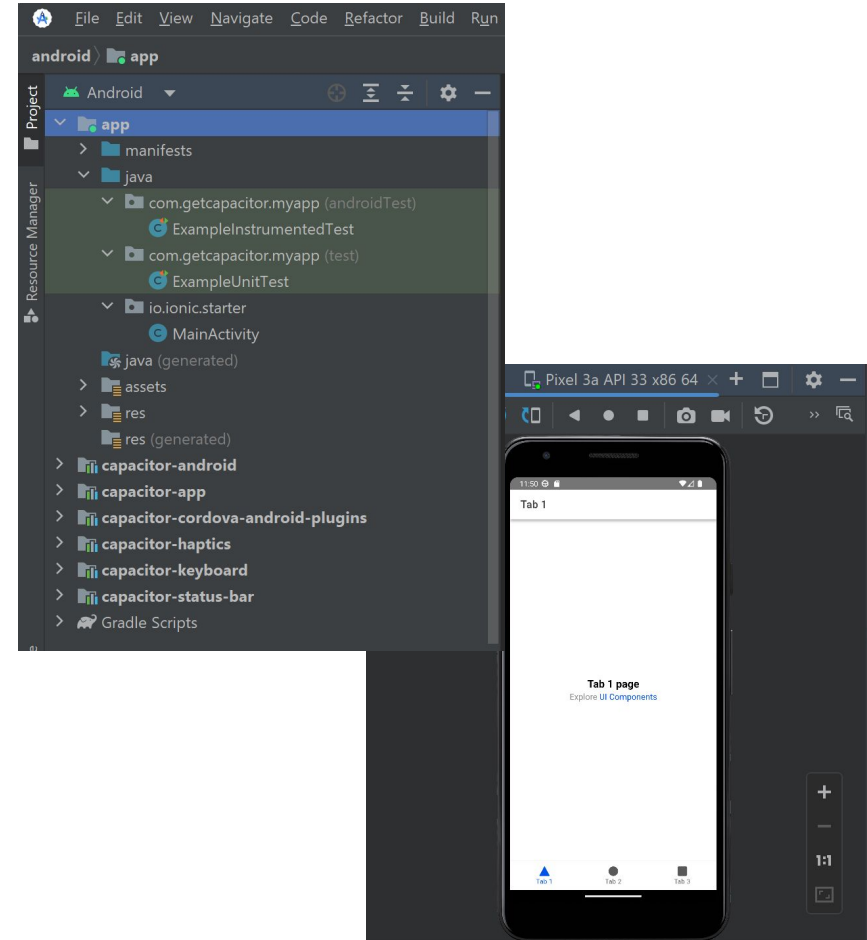 File Edit View Navigate Code Refactor Build Run
android app
Project
Resource Manager
Android
app
manifests
java
com.getcapacitor.myapp (androidTest)
ExampleInstrumentedTest
com.getcapacitor.myapp (test)
ExampleUnitTest
io.ionic.starter
MainActivity
java (generated)
assets
res
res (generated)
capacitor-android
capacitor-app
capacitor-cordova-android-plugins
capacitor-haptics
capacitor-keyboard
capacitor-status-bar
Gradle Scripts
Pixel 3a API 33 x86 64
11:50
Tab 1
Tab 1 page
Explore UI Components
Tab 1 Tab 2 Tab 3
1:1